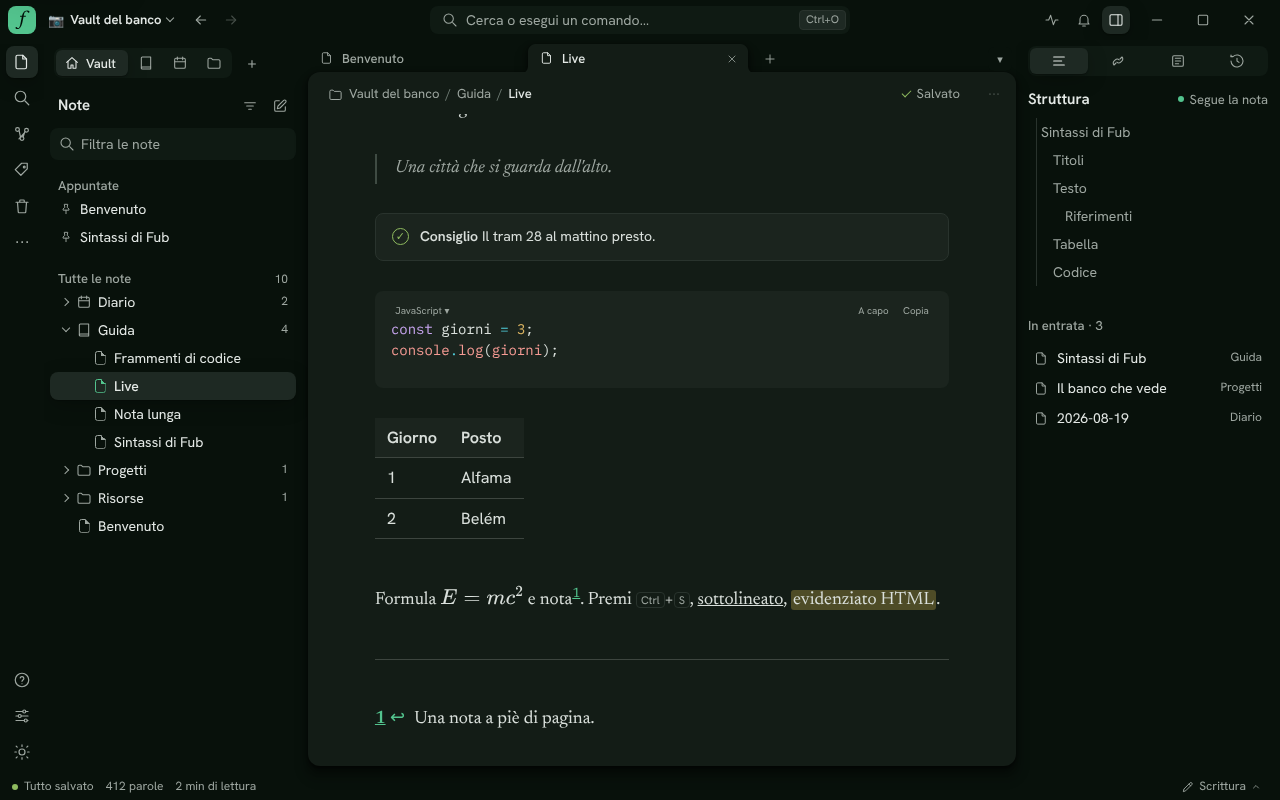 Vault del banco
Cerca o esegui un comando…
Ctrl+O
Vault
Note
Filtra le note
Appuntate
Benvenuto
Sintassi di Fub
Tutte le note 10
Diario 2
Guida 4
Frammenti di codice
Live
Nota lunga
Sintassi di Fub
Progetti 1
Risorse 1
Benvenuto
Benvenuto
Live
Vault del banco / Guida / Live
Salvato
Una città che si guarda dall'alto.
Consiglio Il tram 28 al mattino presto.
JavaScript
A capo
Copia
const giorni = 3;
console.log(giorni);
Giorno Posto
1 Alfama
2 Belém
Formula E = mc² e nota1. Premi Ctrl+S, sottolineato, evidenziato HTML.
1 ↩ Una nota a piè di pagina.
Struttura
Segue la nota
Sintassi di Fub
Titoli
Testo
Riferimenti
Tabella
Codice
In entrata · 3
Sintassi di Fub Guida
Il banco che vede Progetti
2026-08-19 Diario
Tutto salvato 412 parole 2 min di lettura
Scrittura